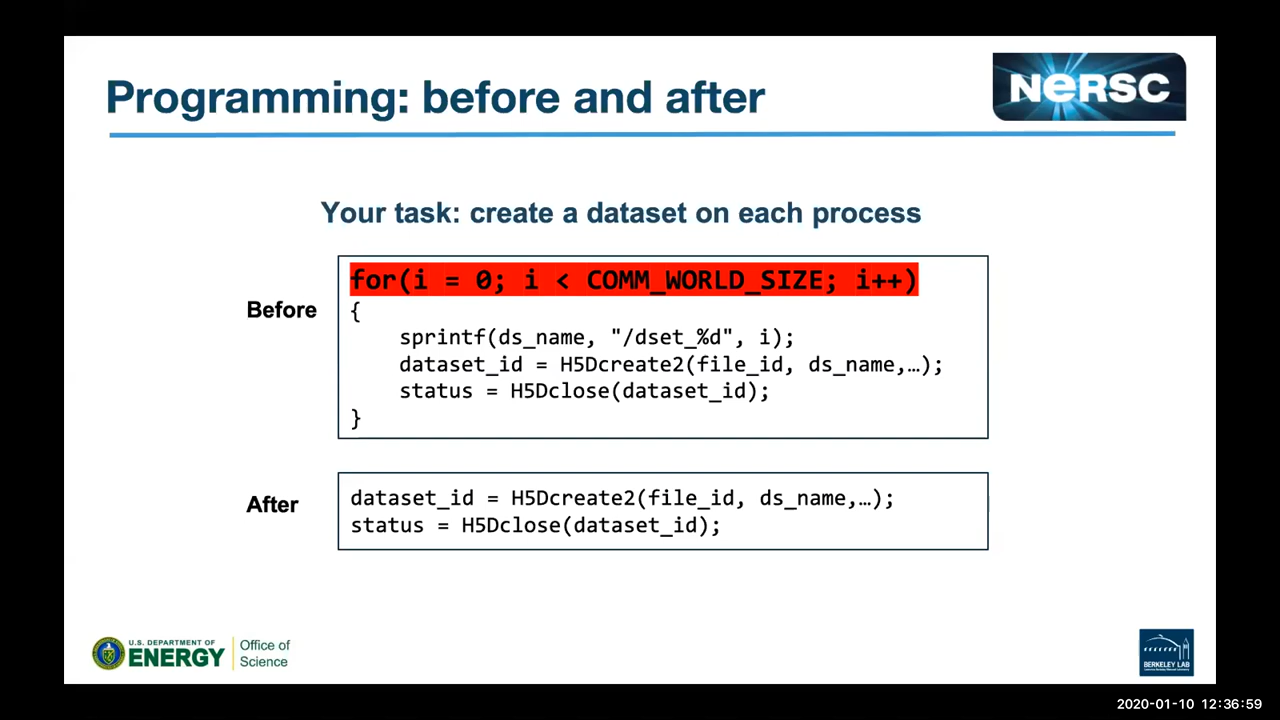 Programming: before and after
NERSC
Your task: create a dataset on each process
Before
for(i = 0; i < COMM_WORLD_SIZE; i++)
{
sprintf(ds_name, "/dset_%d", i);
dataset_id = H5Dcreate2(file_id, ds_name,…);
status = H5Dclose(dataset_id);
}
After
dataset_id = H5Dcreate2(file_id, ds_name,…);
status = H5Dclose(dataset_id);
U.S. DEPARTMENT OF
ENERGY
Office of
Science
BERKELEY LAB
2020-01-10 12:36:59